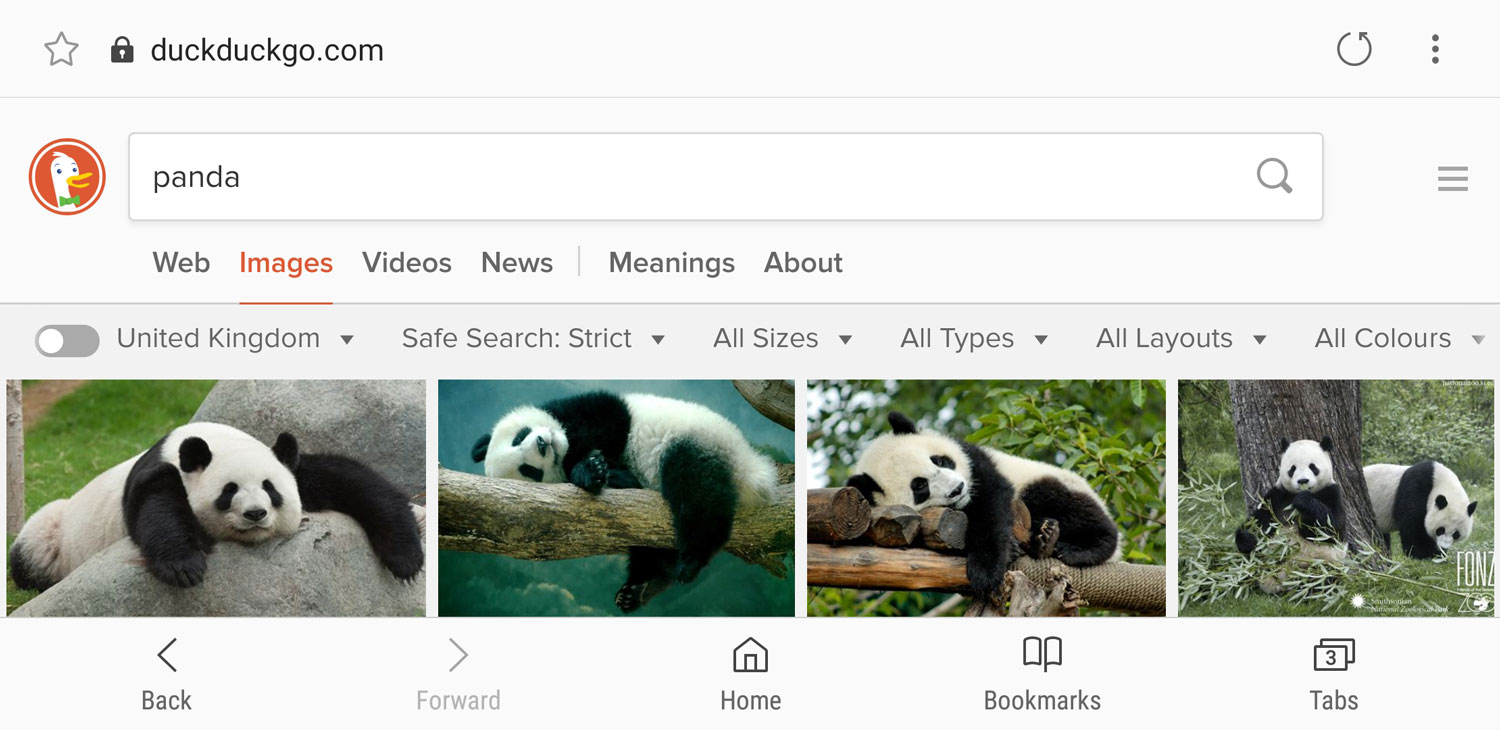 duckduckgo.com
panda
Web Images Videos News Meanings About
United Kingdom Safe Search: Strict All Sizes All Types All Layouts All Colours
FONZ
Smithsonian
National Zoological Park
Back Forward Home Bookmarks 3 Tabs